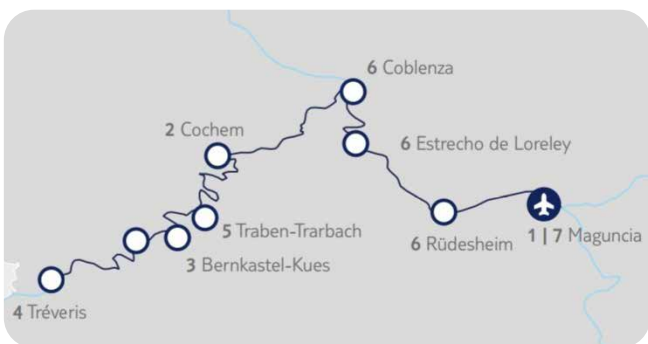 6 Coblenza
2 Cochem
6 Estrecho de Loreley
5 Traben-Trarbach
6 Rüdesheim
1 | 7 Maguncia
3 Bernkastel-Kues
4 Tréveris